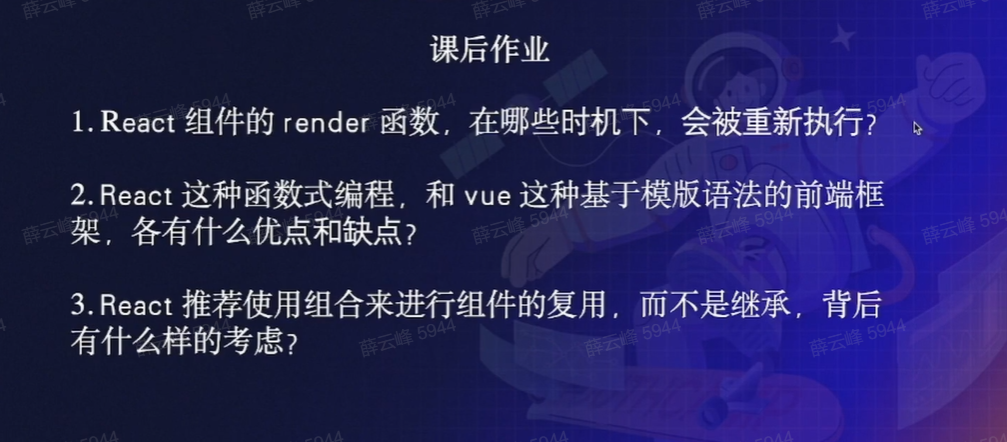 课后作业
1. React 组件的 render 函数，在哪些时机下，会被重新执行？
2. React 这种函数式编程，和 vue 这种基于模版语法的前端框
架，各有什么优点和缺点？
3. React 推荐使用组合来进行组件的复用，而不是继承，背后
有什么样的考虑？
薛云峰 5944